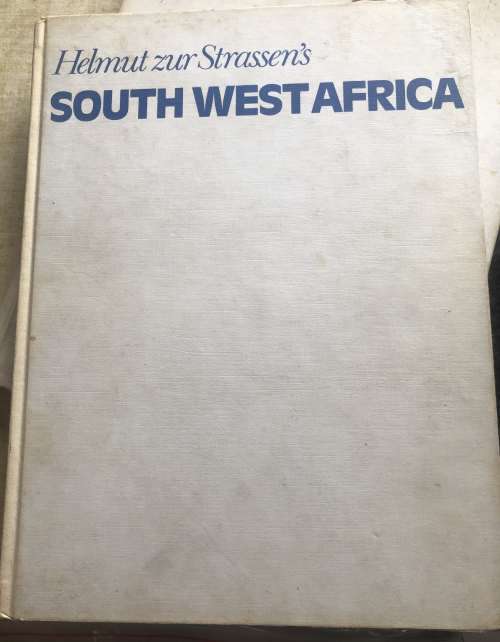 Helmut zur Strassen's
SOUTH WEST AFRICA